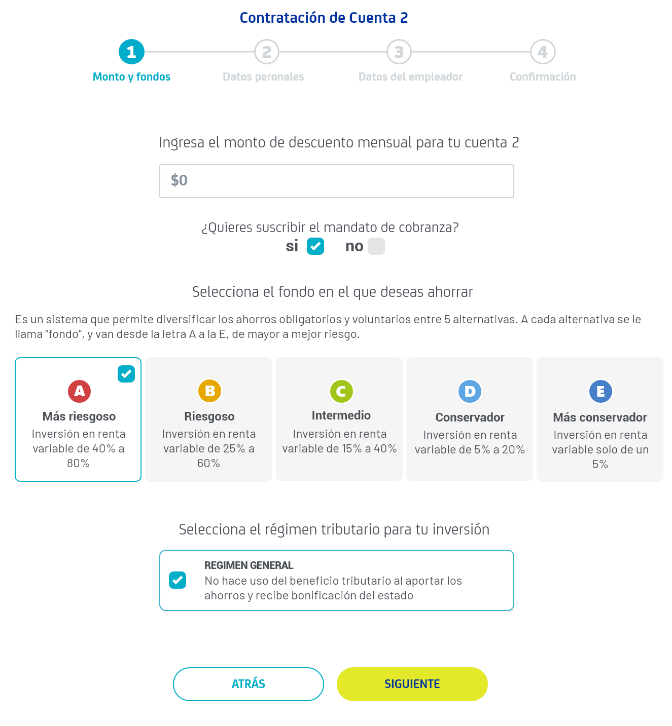 Contratación de Cuenta 2
1
2
3
4
Monto y fondos
Datos peronales
Datos del empleador
Confirmación
Ingresa el monto de descuento mensual para tu cuenta 2
$0
¿Quieres suscribir el mandato de cobranza?
si
no
Selecciona el fondo en el que deseas ahorrar
Es un sistema que permite diversificar los ahorros obligatorios y voluntarios entre 5 alternativas. A cada alternativa se le
llama "fondo", y van desde la letra A a la E, de mayor a mejor riesgo.
A
Más riesgoso
Inversión en renta
variable de 40% a
80%
B
Riesgoso
Inversión en renta
variable de 25% a
60%
C
Intermedio
Inversión en renta
variable de 15% a 40%
D
Conservador
Inversión en renta
variable de 5% a 20%
E
Más conservador
Inversión en renta
variable solo de un
5%
Selecciona el régimen tributario para tu inversión
REGIMEN GENERAL
No hace uso del beneficio tributario al aportar los
ahorros y recibe bonificación del estado
ATRÁS
SIGUIENTE